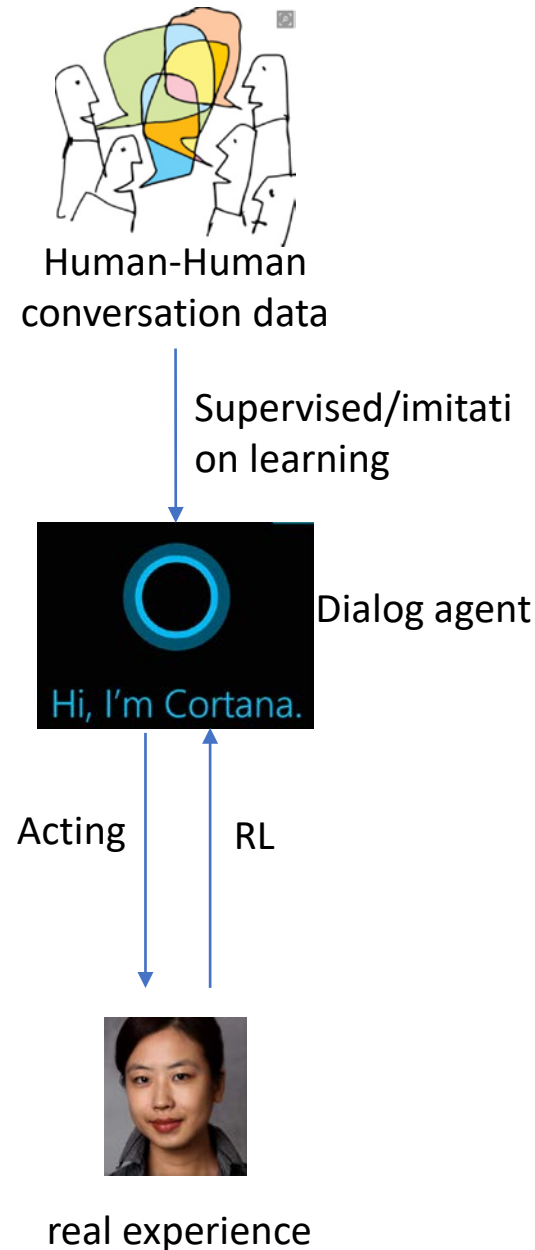 Human-Human
conversation data
Supervised/imitati
on learning
Dialog agent
Hi, I'm Cortana.
Acting
RL
real experience